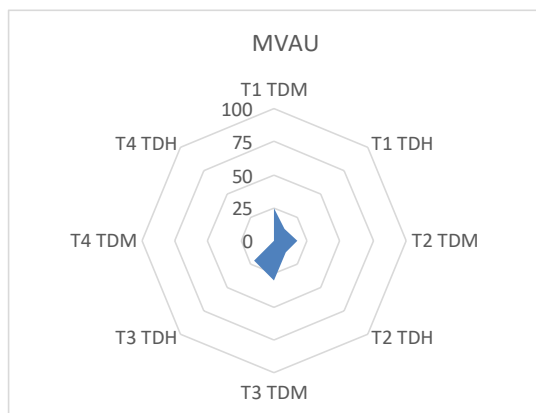 MVAU
T1 TDM
100
T4 TDH
T1 TDH
75
50
25
T4 TDM
0
T2 TDM
T3 TDH
T2 TDH
T3 TDM